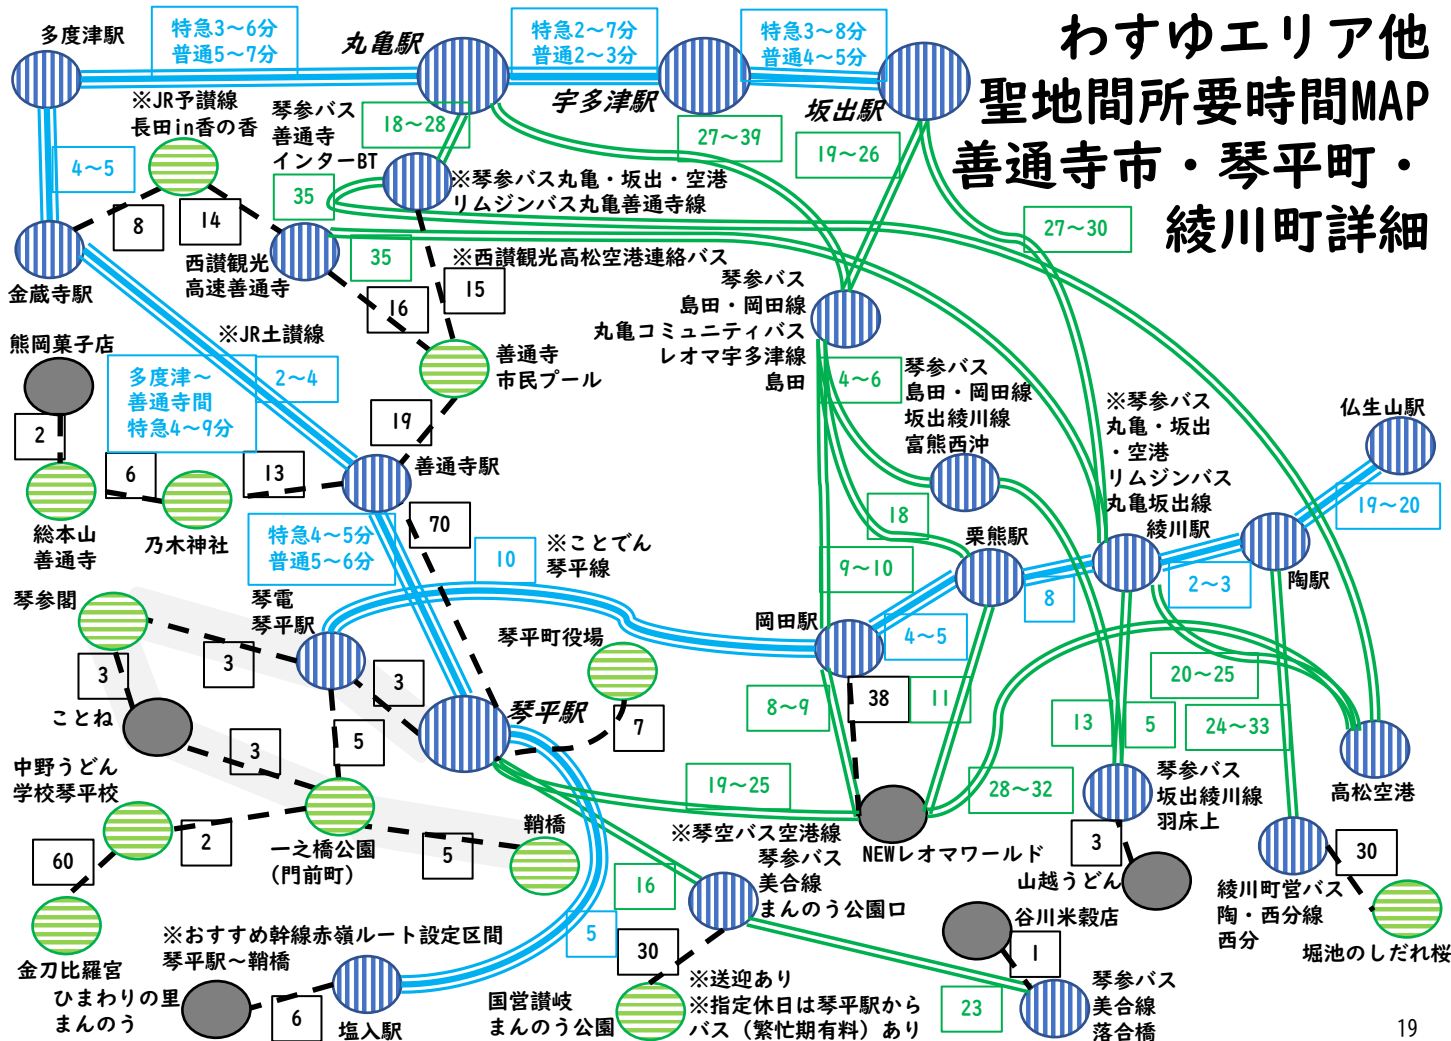 わすゆエリア他
聖地間所要時間MAP
善通寺市・琴平町・
綾川町詳細
多度津駅
特急3～6分
普通5～7分
丸亀駅
特急2～7分
普通2～3分
宇多津駅
特急3～8分
普通4～5分
坂出駅
※JR予讃線
長田in香の香
琴参バス
善通寺
インターBT
18～28
27～39
19～26
4～5
35
※琴参バス丸亀・坂出・空港
リムジンバス丸亀善通寺線
8
14
27～30
金蔵寺駅
西讃観光
高速善通寺
35
※西讃観光高松空港連絡バス
15
16
琴参バス
島田・岡田線
丸亀コミュニティバス
レオマ宇多津線
島田
※JR土讃線
熊岡菓子店
多度津～
善通寺間
特急4～9分
2～4
善通寺
市民プール
4～6
琴参バス
島田・岡田線
坂出綾川線
富熊西沖
※琴参バス
丸亀・坂出
・空港
リムジンバス
丸亀坂出線
綾川駅
仏生山駅
2
19
6
13
善通寺駅
19～20
総本山
善通寺
乃木神社
特急4～5分
普通5～6分
70
10
※ことでん
琴平線
18
9～10
栗熊駅
8
2～3
陶駅
琴参閣
琴電
琴平駅
3
3
3
琴平町役場
岡田駅
4～5
20～25
ことね
5
3
琴平駅
7
8～9
38
11
13
5
24～33
中野うどん
学校琴平校
19～25
28～32
琴参バス
坂出綾川線
羽床上
高松空港
2
60
一之橋公園
(門前町)
5
鞘橋
※琴空バス空港線
NEWレオマワールド
3
山越うどん
30
琴参バス
美合線
まんのう公園口
16
綾川町営バス
陶・西分線
西分
堀池のしだれ桜
金刀比羅宮
※おすすめ幹線赤嶺ルート設定区間
琴平駅～鞘橋
5
30
谷川米穀店
1
ひまわりの里
まんのう
6
塩入駅
国営讃岐
まんのう公園
※送迎あり
※指定休日は琴平駅から
バス（繁忙期有料）あり
23
琴参バス
美合線
落合橋
19